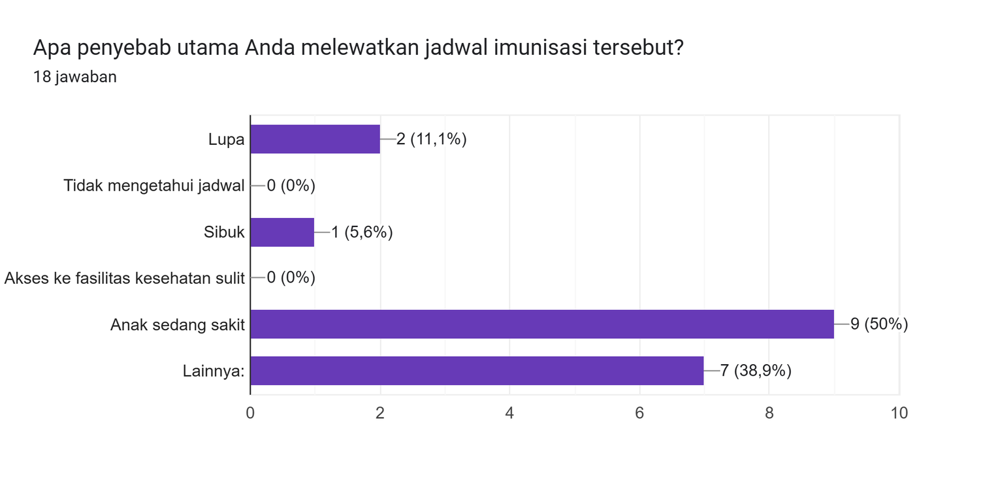 Apa penyebab utama Anda melewatkan jadwal imunisasi tersebut?
18 jawaban
Lupa 2 (11,1%)
Tidak mengetahui jadwal 0 (0%)
Sibuk 1 (5,6%)
Akses ke fasilitas kesehatan sulit 0 (0%)
Anak sedang sakit 9 (50%)
Lainnya: 7 (38,9%)
0 2 4 6 8 10